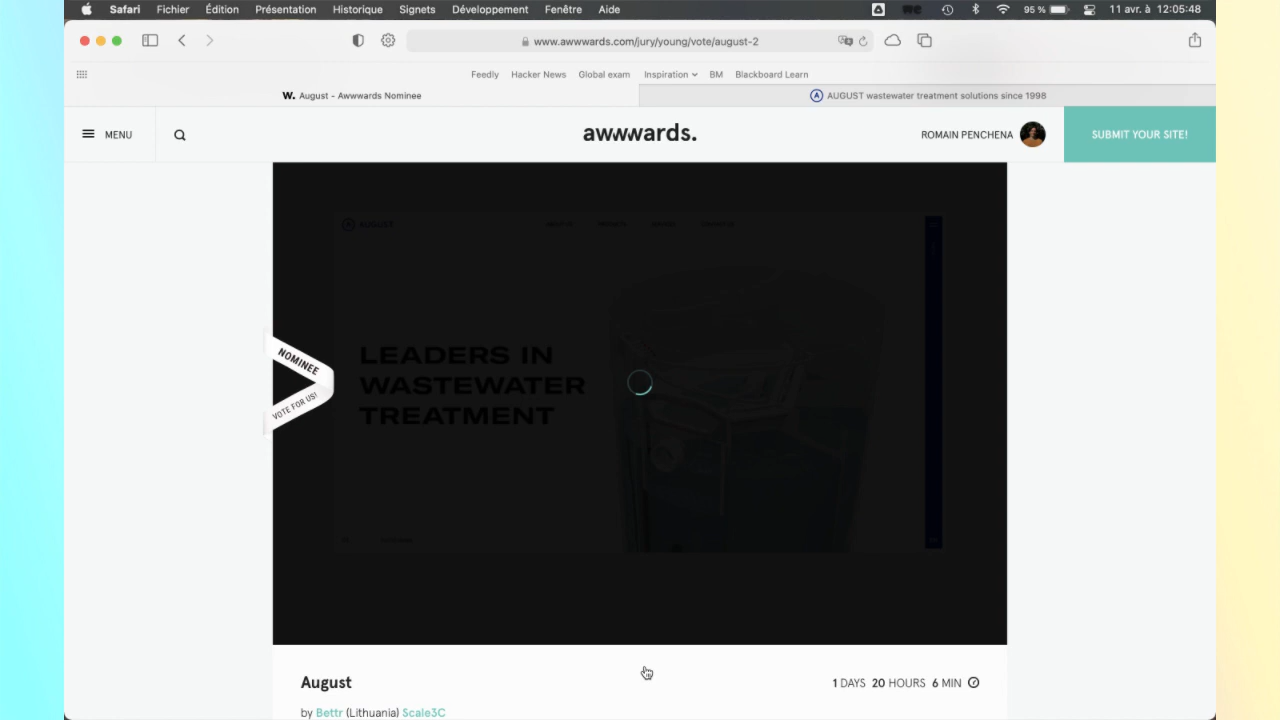 Safari Fichier Édition Présentation Historique Signets Développement Fenêtre Aide 95 % 11 avr. à 12:05:48
www.awwwards.com/jury/young/vote/august-2
Feedly Hacker News Global exam Inspiration BM Blackboard Learn
W. August - Awwwards Nominee
A AUGUST wastewater treatment solutions since 1998
MENU
awwwards.
ROMAIN PENCHENA
SUBMIT YOUR SITE!
AUGUST
NOMINEE
VOTE FOR US!
LEADERS IN
WASTEWATER
TREATMENT
August
1 DAYS 20 HOURS 6 MIN
by Bettr (Lithuania) Scale3C